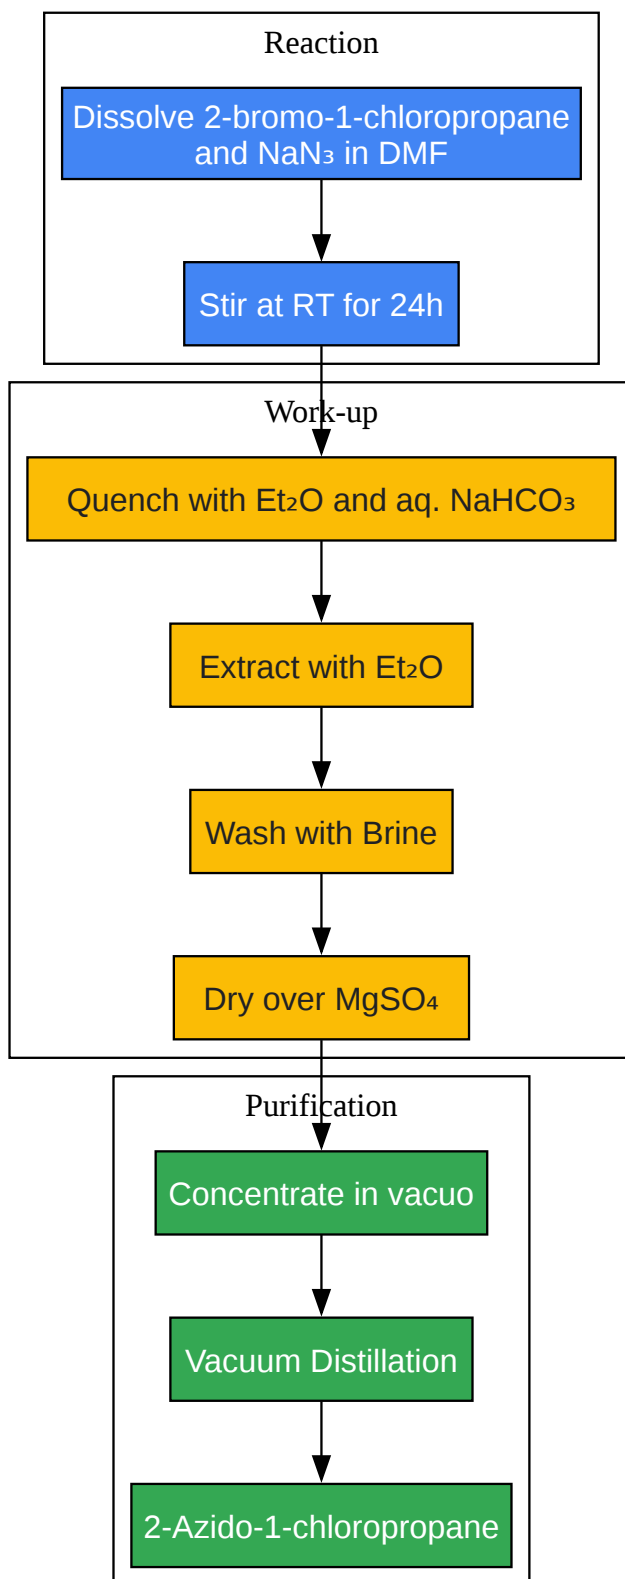 Reaction
Dissolve 2-bromo-1-chloropropane
and NaN₃ in DMF
Stir at RT for 24h
Work-up
Quench with Et₂O and aq. NaHCO₃
Extract with Et₂O
Wash with Brine
Dry over MgSO₄
Purification
Concentrate in vacuo
Vacuum Distillation
2-Azido-1-chloropropane